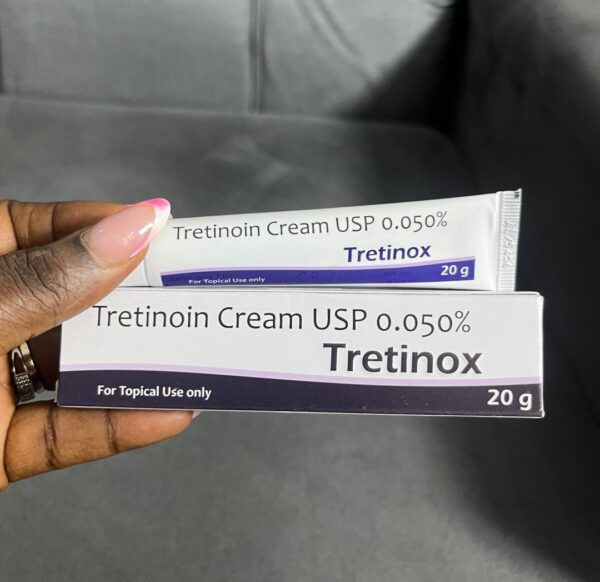 Tretinoin Cream USP 0.050%
Tretinox
For Topical Use only
20 g
Tretinoin Cream USP 0.050%
Tretinox
For Topical Use only
20 g